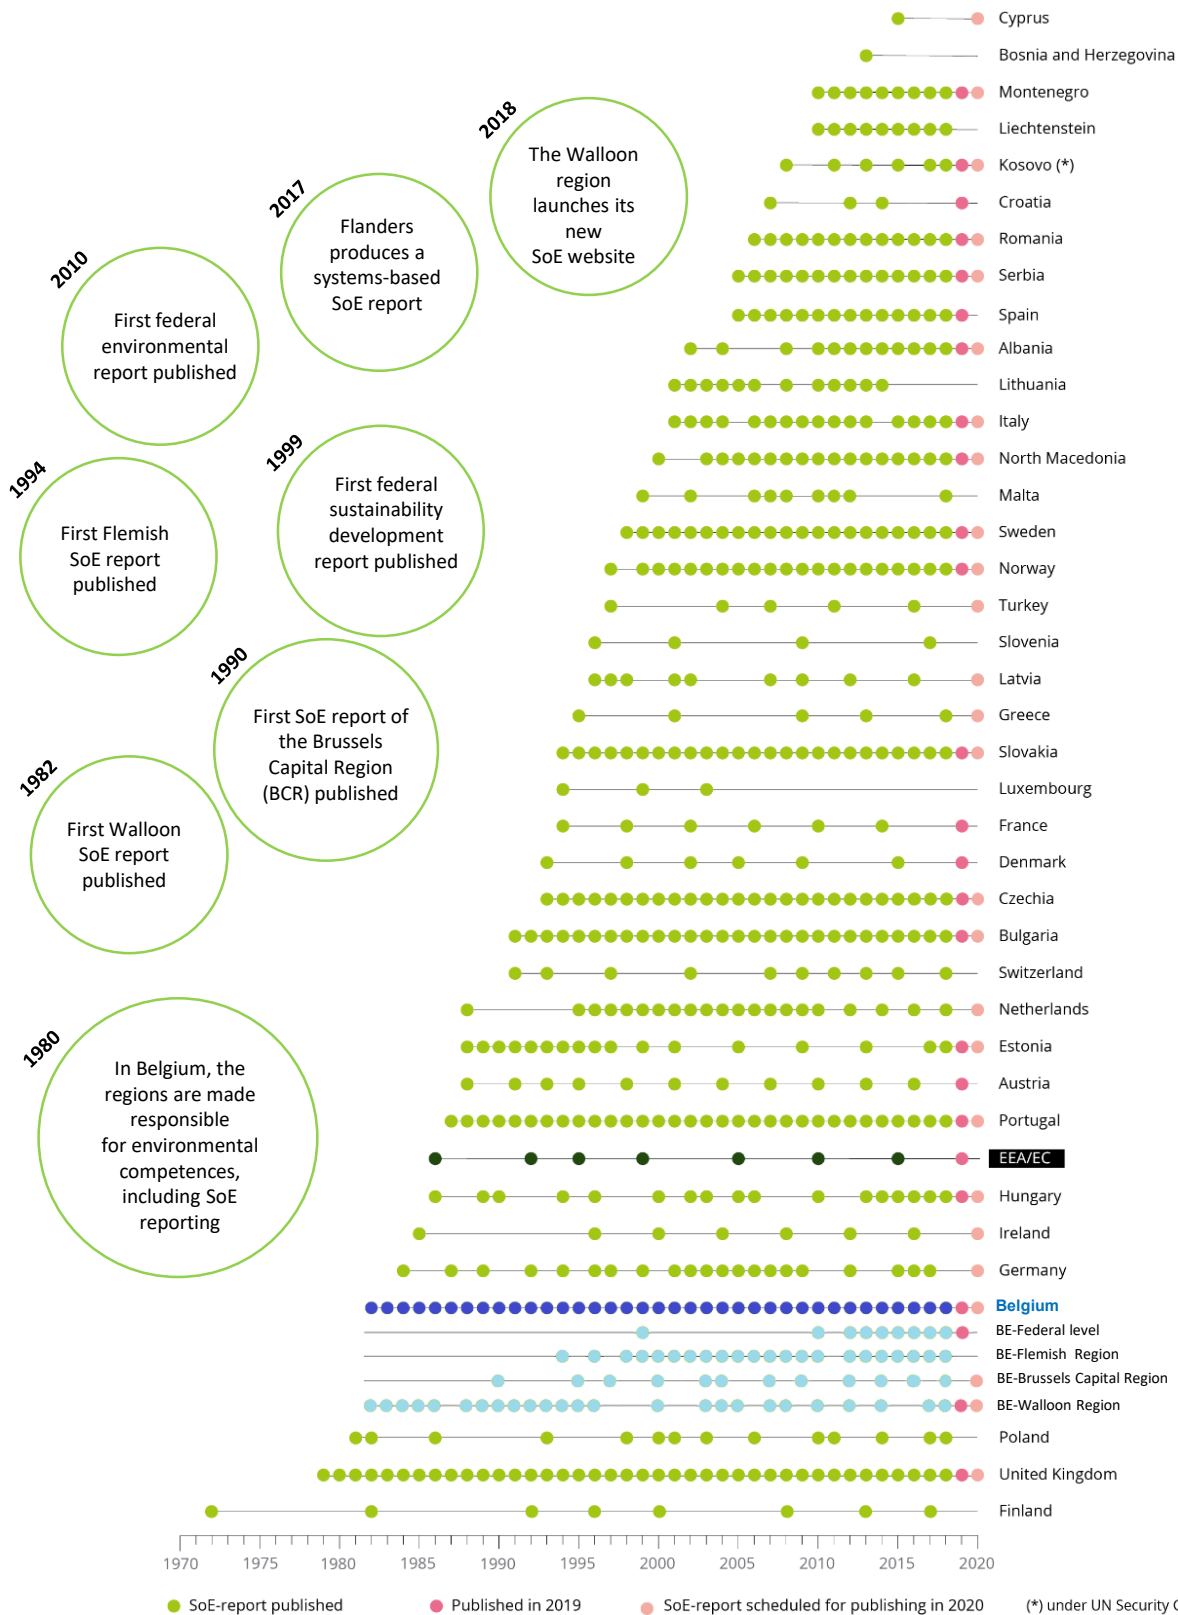 Cyprus
Bosnia and Herzegovina
Montenegro
Liechtenstein
Kosovo (*)
Croatia
Romania
Serbia
Spain
Albania
Lithuania
Italy
North Macedonia
Malta
Sweden
Norway
Turkey
Slovenia
Latvia
Greece
Slovakia
Luxembourg
France
Denmark
Czechia
Bulgaria
Switzerland
Netherlands
Estonia
Austria
Portugal
EEA/EC
Hungary
Ireland
Germany
Belgium
BE-Federal level
BE-Flemish Region
BE-Brussels Capital Region
BE-Walloon Region
Poland
United Kingdom
Finland
2018
The Walloon
region
launches its
new
SoE website
2017
Flanders
produces a
systems-based
SoE report
2010
First federal
environmental
report published
1999
First federal
sustainability
development
report published
1994
First Flemish
SoE report
published
1990
First SoE report of
the Brussels
Capital Region
(BCR) published
1982
First Walloon
SoE report
published
1980
In Belgium, the
regions are made
responsible
for environmental
competences,
including SoE
reporting
1970 1975 1980 1985 1990 1995 2000 2005 2010 2015 2020
SoE-report published Published in 2019 SoE-report scheduled for publishing in 2020 (*) under UN Security